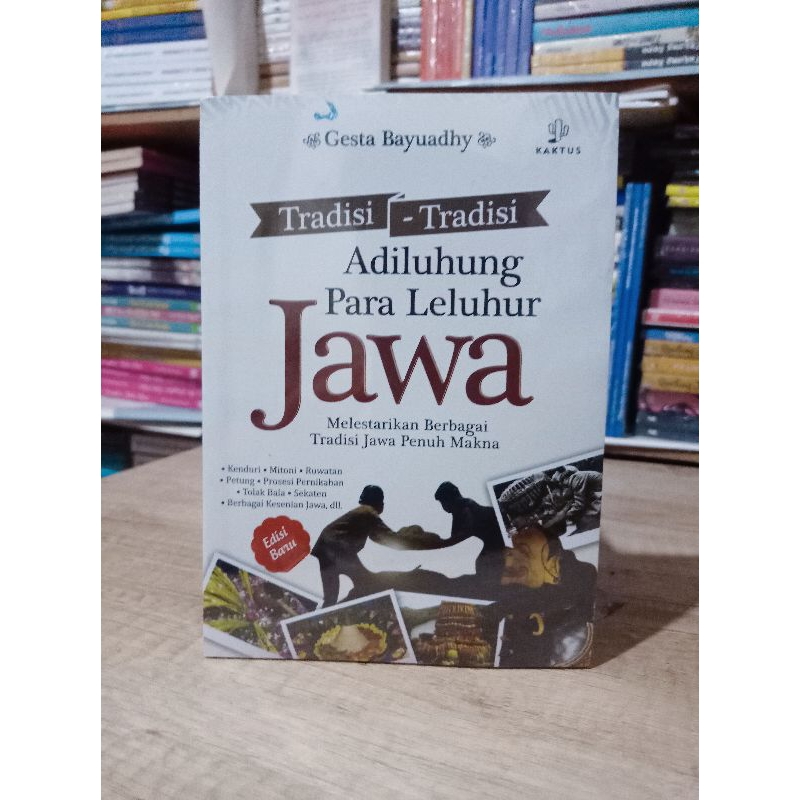 Gesta Bayuadhy
KAKTUS
Tradisi - Tradisi
Adiluhung
Para Leluhur
Jawa
Melestarikan Berbagai
Tradisi Jawa Penuh Makna
• Kenduri • Mitoni • Ruwatan
• Petung • Prosesi Pernikahan
• Tolak Bala • Sekaten
• Berbagai Kesenian Jawa, dll.
Edisi
Baru